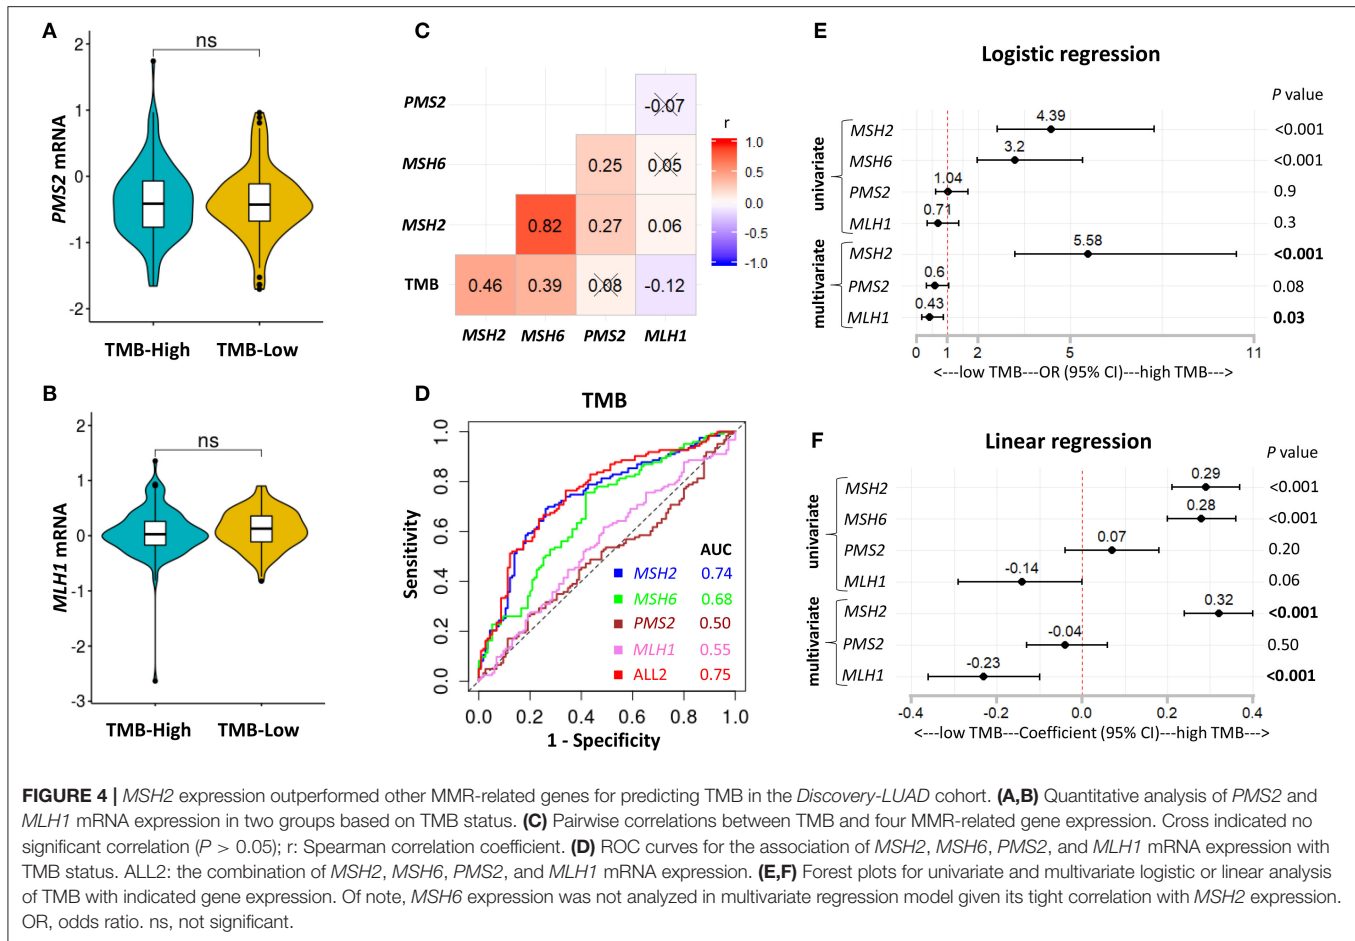 A
2
1
0
-1
-2
PMS2 mRNA
ns
TMB-High TMB-Low
B
2
1
0
-1
-2
-3
MLH1 mRNA
ns
TMB-High TMB-Low
C
PMS2 -0.07
MSH6 0.25 0.05
MSH2 0.82 0.27 0.06
TMB 0.46 0.39 0.08 -0.12
MSH2 MSH6 PMS2 MLH1
r
1.0
0.5
0.0
-0.5
-1.0
D
TMB
Sensitivity
1.0
0.8
0.6
0.4
0.2
0.0
AUC
MSH2 0.74
MSH6 0.68
PMS2 0.50
MLH1 0.55
ALL2 0.75
0.0 0.2 0.4 0.6 0.8 1.0
1 - Specificity
E
Logistic regression
P value
univariate
MSH2 4.39 <0.001
MSH6 3.2 <0.001
PMS2 1.04 0.9
MLH1 0.71 0.3
multivariate
MSH2 5.58 <0.001
PMS2 0.6 0.08
MLH1 0.43 0.03
0 1 2 5 11
<---low TMB---OR (95% CI)---high TMB--->
F
Linear regression
P value
univariate
MSH2 0.29 <0.001
MSH6 0.28 <0.001
PMS2 0.07 0.20
MLH1 -0.14 0.06
multivariate
MSH2 0.32 <0.001
PMS2 -0.04 0.50
MLH1 -0.23 <0.001
-0.4 -0.2 0.0 0.2 0.4
<---low TMB---Coefficient (95% CI)---high TMB--->
FIGURE 4 | MSH2 expression outperformed other MMR-related genes for predicting TMB in the Discovery-LUAD cohort. (A,B) Quantitative analysis of PMS2 and
MLH1 mRNA expression in two groups based on TMB status. (C) Pairwise correlations between TMB and four MMR-related gene expression. Cross indicated no
significant correlation (P > 0.05); r: Spearman correlation coefficient. (D) ROC curves for the association of MSH2, MSH6, PMS2, and MLH1 mRNA expression with
TMB status. ALL2: the combination of MSH2, MSH6, PMS2, and MLH1 mRNA expression. (E,F) Forest plots for univariate and multivariate logistic or linear analysis
of TMB with indicated gene expression. Of note, MSH6 expression was not analyzed in multivariate regression model given its tight correlation with MSH2 expression.
OR, odds ratio. ns, not significant.